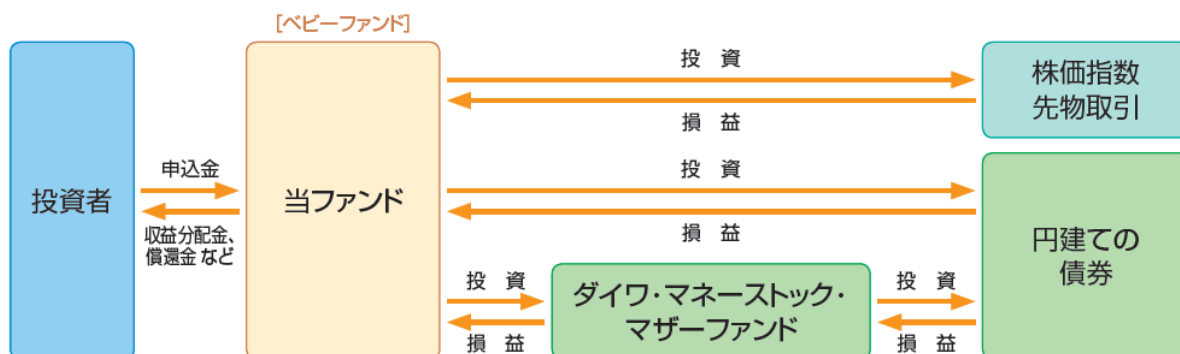 [ベビーファンド]
投資者
申込金
収益分配金、
償還金 など
当ファンド
投 資
損 益
株価指数
先物取引
投 資
損 益
円建ての
債券
投 資
損 益
ダイワ・マネーストック・
マザーファンド
投 資
損 益